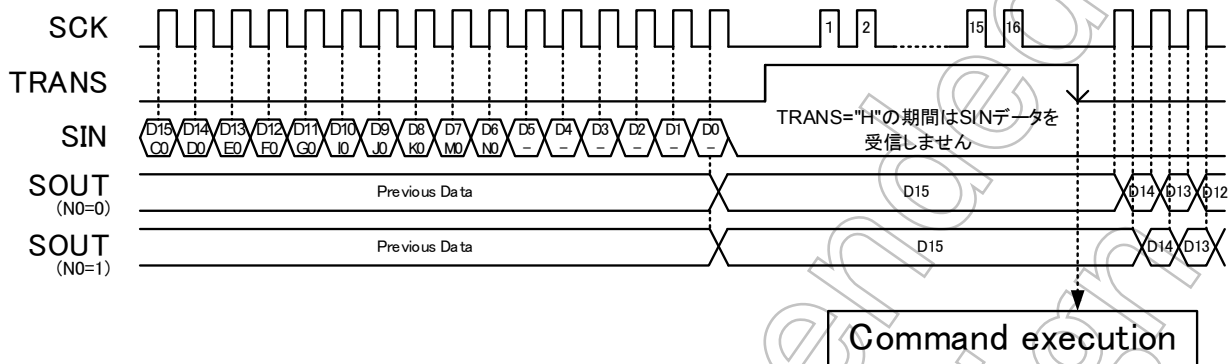 SCK
1 2 15 16
TRANS
TRANS="H"の期間はSINデータを
受信しません
SIN
D15 D14 D13 D12 D11 D10 D9 D8 D7 D6 D5 D4 D3 D2 D1 D0
C0 D0 E0 F0 G0 I0 J0 K0 M0 N0 - - - - - -
SOUT
(N0=0)
Previous Data D15 D14 D13 D12
SOUT
(N0=1)
Previous Data D15 D14 D13
Command execution